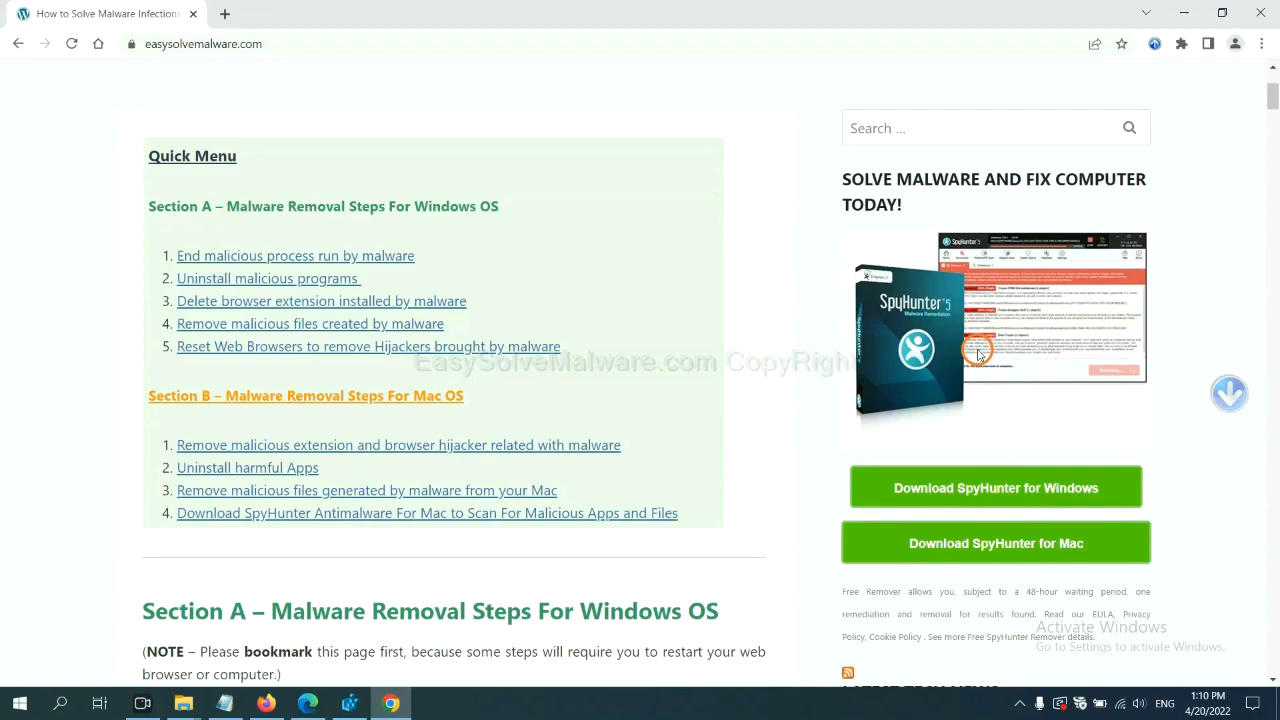 How to Solve Malware Infection
easysolvemalware.com
Search ...
Quick Menu
Section A – Malware Removal Steps For Windows OS
1. End malicious process run by malware
2. Uninstall malicious programs
3. Delete browser extension installed by malware
4. Remove malicious files created by malware
5. Reset Web to Remove Hijackers brought by
Section B – Malware Removal Steps For Mac OS
1. Remove malicious extension and browser hijacker related with malware
2. Uninstall harmful Apps
3. Remove malicious files generated by malware from your Mac
4. Download SpyHunter Antimalware For Mac to Scan For Malicious Apps and Files
Section A – Malware Removal Steps For Windows OS
(NOTE – Please bookmark this page first, because some steps will require you to restart your web
browser or computer.)
SOLVE MALWARE AND FIX COMPUTER
TODAY!
SpyHunter 5
SpyHunter 5
Malware Remediation
Download SpyHunter for Windows
Download SpyHunter for Mac
Free Remover allows you, subject to a 48-hour waiting period, one
remediation and removal for results found. Read our EULA, Privacy
Policy, Cookie Policy . See more Free SpyHunter Remover details.
Activate Windows
Go to Settings to activate Windows.
ENG
1:10 PM
4/20/2022